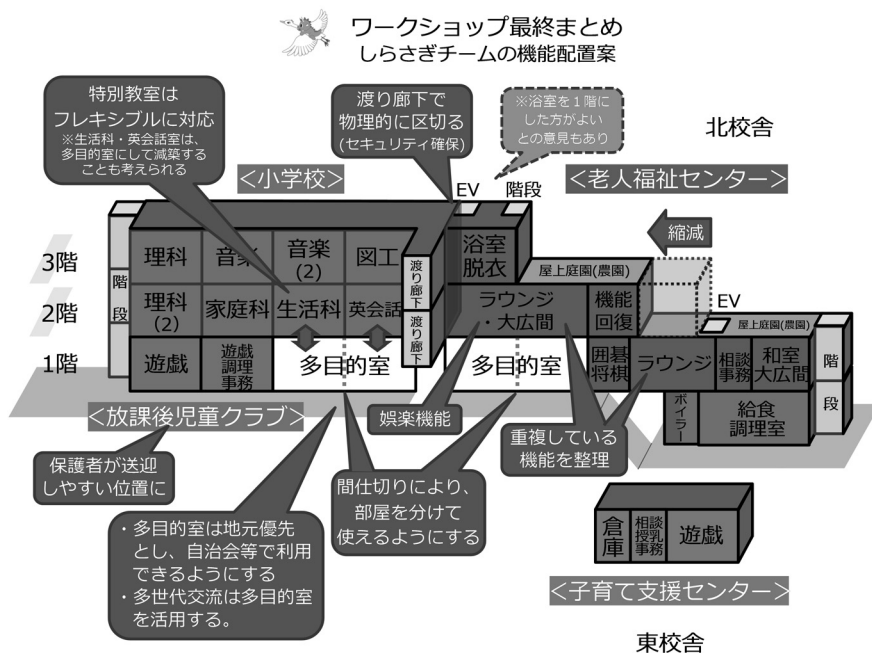 ワークショップ最終まとめ
しらさぎチームの機能配置案
特別教室は
フレキシブルに対応
※生活科・英会話室は、
多目的室にして減築する
ことも考えられる
渡り廊下で
物理的に区切る
(セキュリティ確保)
※浴室を１階に
した方がよい
との意見もあり
北校舎
＜小学校＞
EV
階段
＜老人福祉センター＞
縮減
3階
2階
1階
階
段
理科
音楽
音楽
(2)
図工
理科
(2)
家庭科
生活科
英会話
遊戯
遊戯
調理
事務
多目的室
渡り廊下
渡り廊下
浴室
脱衣
屋上庭園(農園)
ラウンジ
・大広間
機能
回復
多目的室
囲碁
将棋
ラウンジ
相談
事務
和室
大広間
EV
屋上庭園(農園)
階
段
ボイラー
給食
調理室
＜放課後児童クラブ＞
娯楽機能
重複している
機能を整理
保護者が送迎
しやすい位置に
間仕切りにより、
部屋を分けて
使えるようにする
・多目的室は地元優先
とし、自治会等で利用
できるようにする
・多世代交流は多目的室
を活用する。
倉庫
相談
授乳
事務
遊戯
＜子育て支援センター＞
東校舎